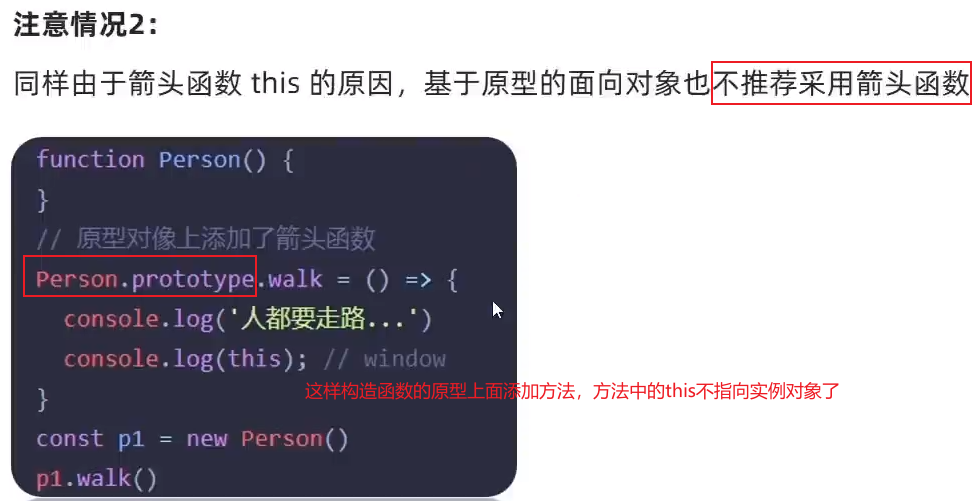 注意情况2：
同样由于箭头函数 this 的原因，基于原型的面向对象也不推荐采用箭头函数
function Person() {
}
// 原型对像上添加了箭头函数
Person.prototype.walk = () => {
  console.log('人都要走路...')
  console.log(this); // window
这样构造函数的原型上面添加方法，方法中的this不指向实例对象了
}
const p1 = new Person()
p1.walk()